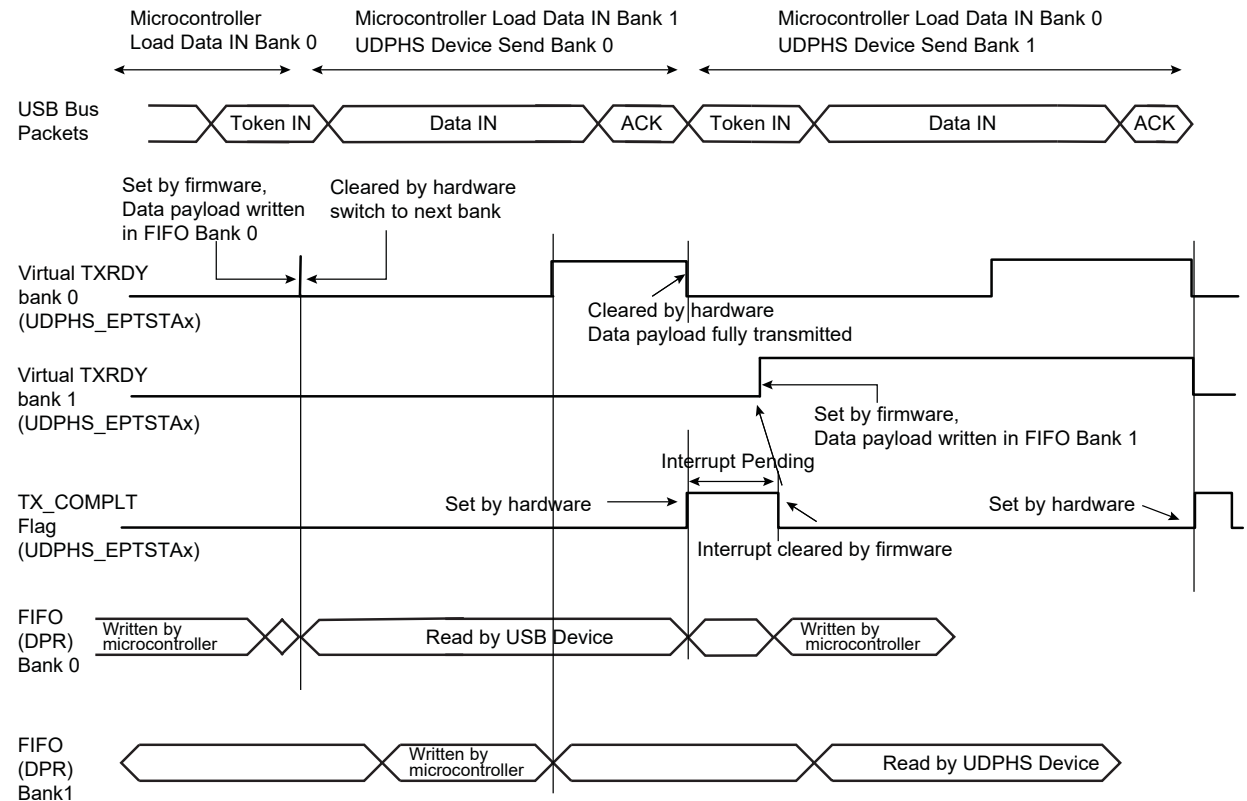 Microcontroller
Load Data IN Bank 0
Microcontroller Load Data IN Bank 1
UDPHS Device Send Bank 0
Microcontroller Load Data IN Bank 0
UDPHS Device Send Bank 1
USB Bus
Packets
Token IN
Data IN
ACK
Token IN
Data IN
ACK
Set by firmware,
Data payload written
in FIFO Bank 0
Cleared by hardware
switch to next bank
Virtual TXRDY
bank 0
(UDPHS_EPTSTAx)
Cleared by hardware
Data payload fully transmitted
Virtual TXRDY
bank 1
(UDPHS_EPTSTAx)
Set by firmware,
Data payload written in FIFO Bank 1
Interrupt Pending
TX_COMPLT
Flag
(UDPHS_EPTSTAx)
Set by hardware
Set by hardware
Interrupt cleared by firmware
FIFO
(DPR)
Bank 0
Written by
microcontroller
Read by USB Device
Written by
microcontroller
FIFO
(DPR)
Bank1
Written by
microcontroller
Read by UDPHS Device